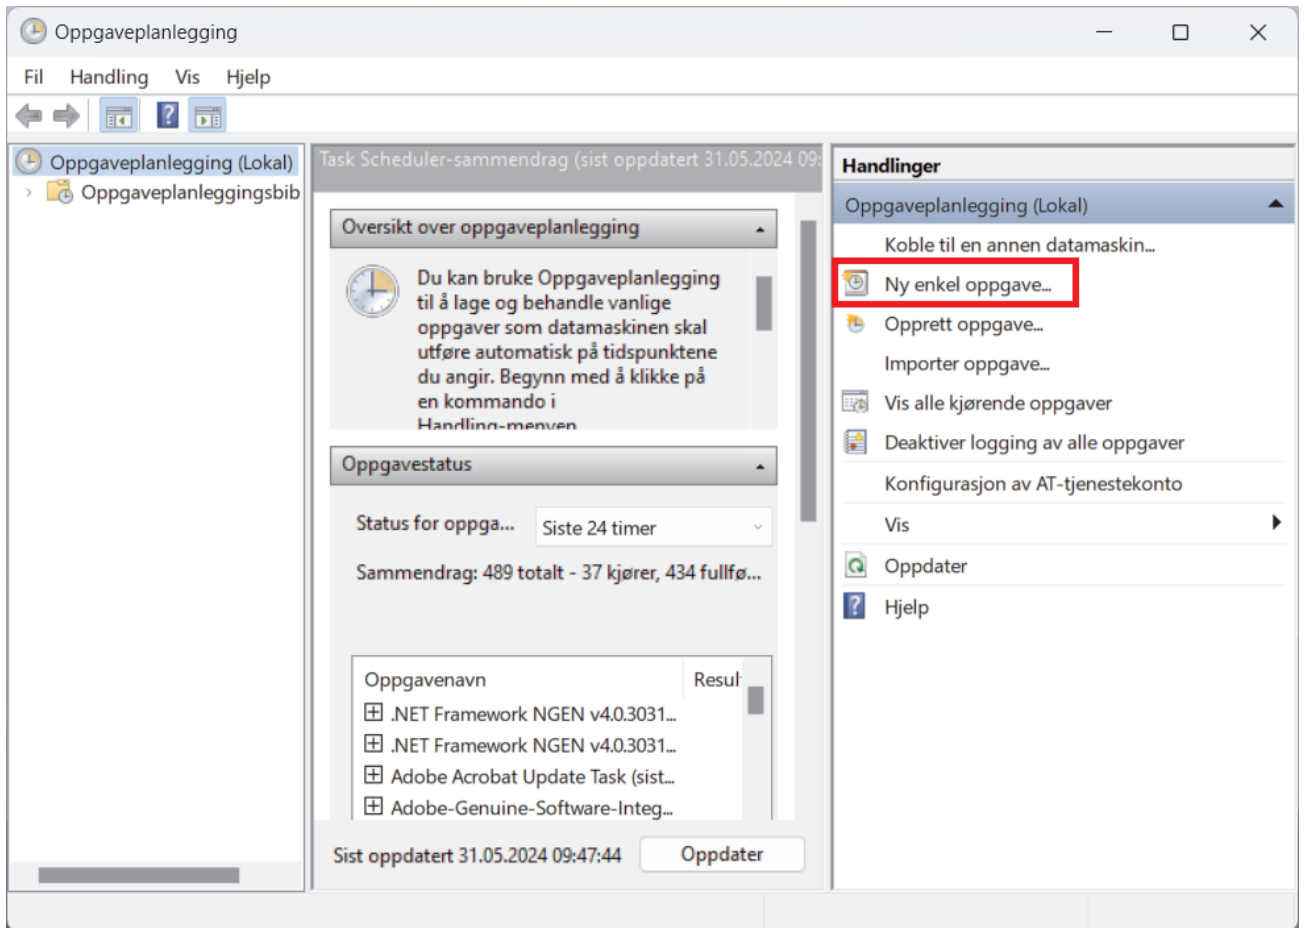 Oppgaveplanlegging
Fil Handling Vis Hjelp
Oppgaveplanlegging (Lokal)
Oppgaveplanleggingsbib
Task Scheduler-sammendrag (sist oppdatert 31.05.2024 09:
Oversikt over oppgaveplanlegging
Du kan bruke Oppgaveplanlegging
til å lage og behandle vanlige
oppgaver som datamaskinen skal
utføre automatisk på tidspunktene
du angir. Begynn med å klikke på
en kommando i
Handling-menyen
Oppgavestatus
Status for oppga... Siste 24 timer
Sammendrag: 489 totalt - 37 kjører, 434 fullfø...
Oppgavenavn Resul
.NET Framework NGEN v4.0.3031...
.NET Framework NGEN v4.0.3031...
Adobe Acrobat Update Task (sist...
Adobe-Genuine-Software-Integ...
Sist oppdatert 31.05.2024 09:47:44 Oppdater
Handlinger
Oppgaveplanlegging (Lokal)
Koble til en annen datamaskin...
Ny enkel oppgave...
Opprett oppgave...
Importer oppgave...
Vis alle kjørende oppgaver
Deaktiver logging av alle oppgaver
Konfigurasjon av AT-tjenestekonto
Vis
Oppdater
Hjelp